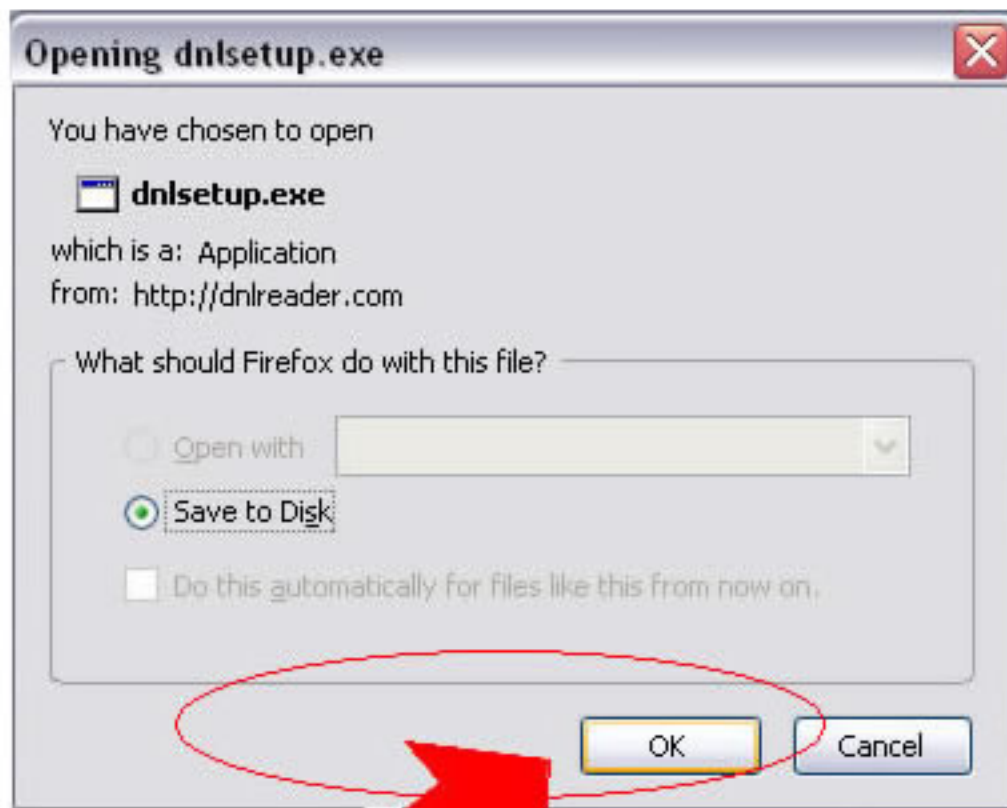 Opening dnlsetup.exe
You have chosen to open
dnlsetup.exe
which is a: Application
from: http://dnlreader.com
What should Firefox do with this file?
Open with
Save to Disk
Do this automatically for files like this from now on.
OK Cancel